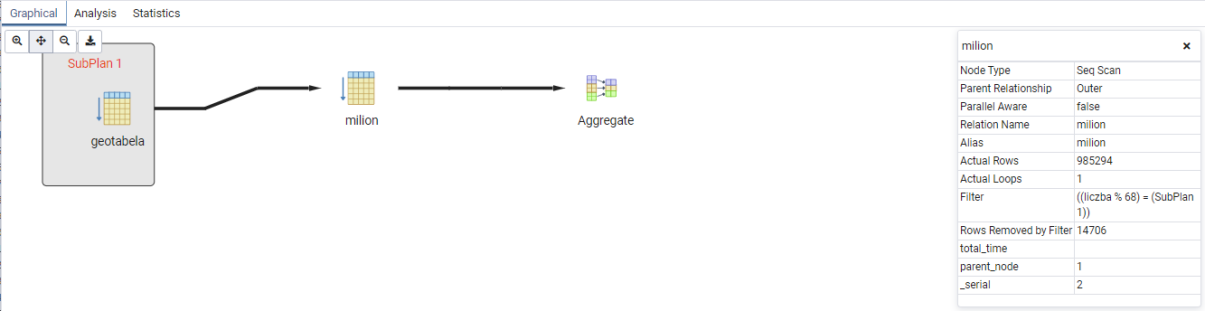 Graphical Analysis Statistics
SubPlan 1
geotabela
milion
Aggregate
milion
Node Type Seq Scan
Parent Relationship Outer
Parallel Aware false
Relation Name milion
Alias milion
Actual Rows 985294
Actual Loops 1
Filter ((liczba % 68) = (SubPlan
1))
Rows Removed by Filter 14706
total_time
parent_node 1
_serial 2